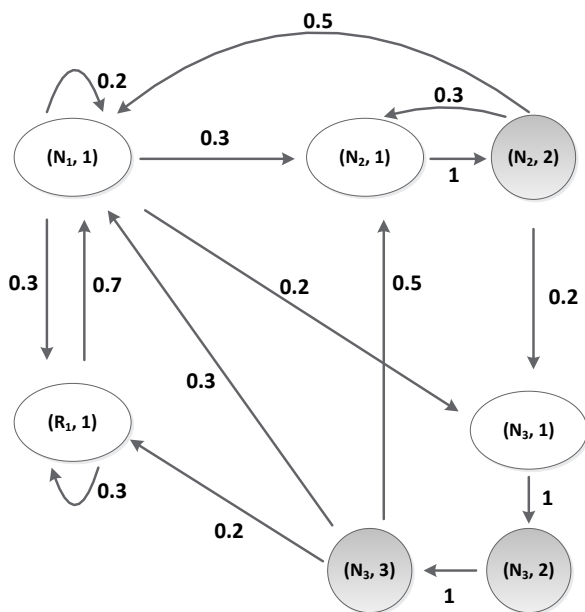 0.5
0.2
0.3
0.3
(N₁, 1)
(N₂, 1)
1
(N₂, 2)
0.3
0.7
0.2
0.5
0.2
0.3
(R₁, 1)
(N₃, 1)
0.3
0.2
1
(N₃, 3)
1
(N₃, 2)